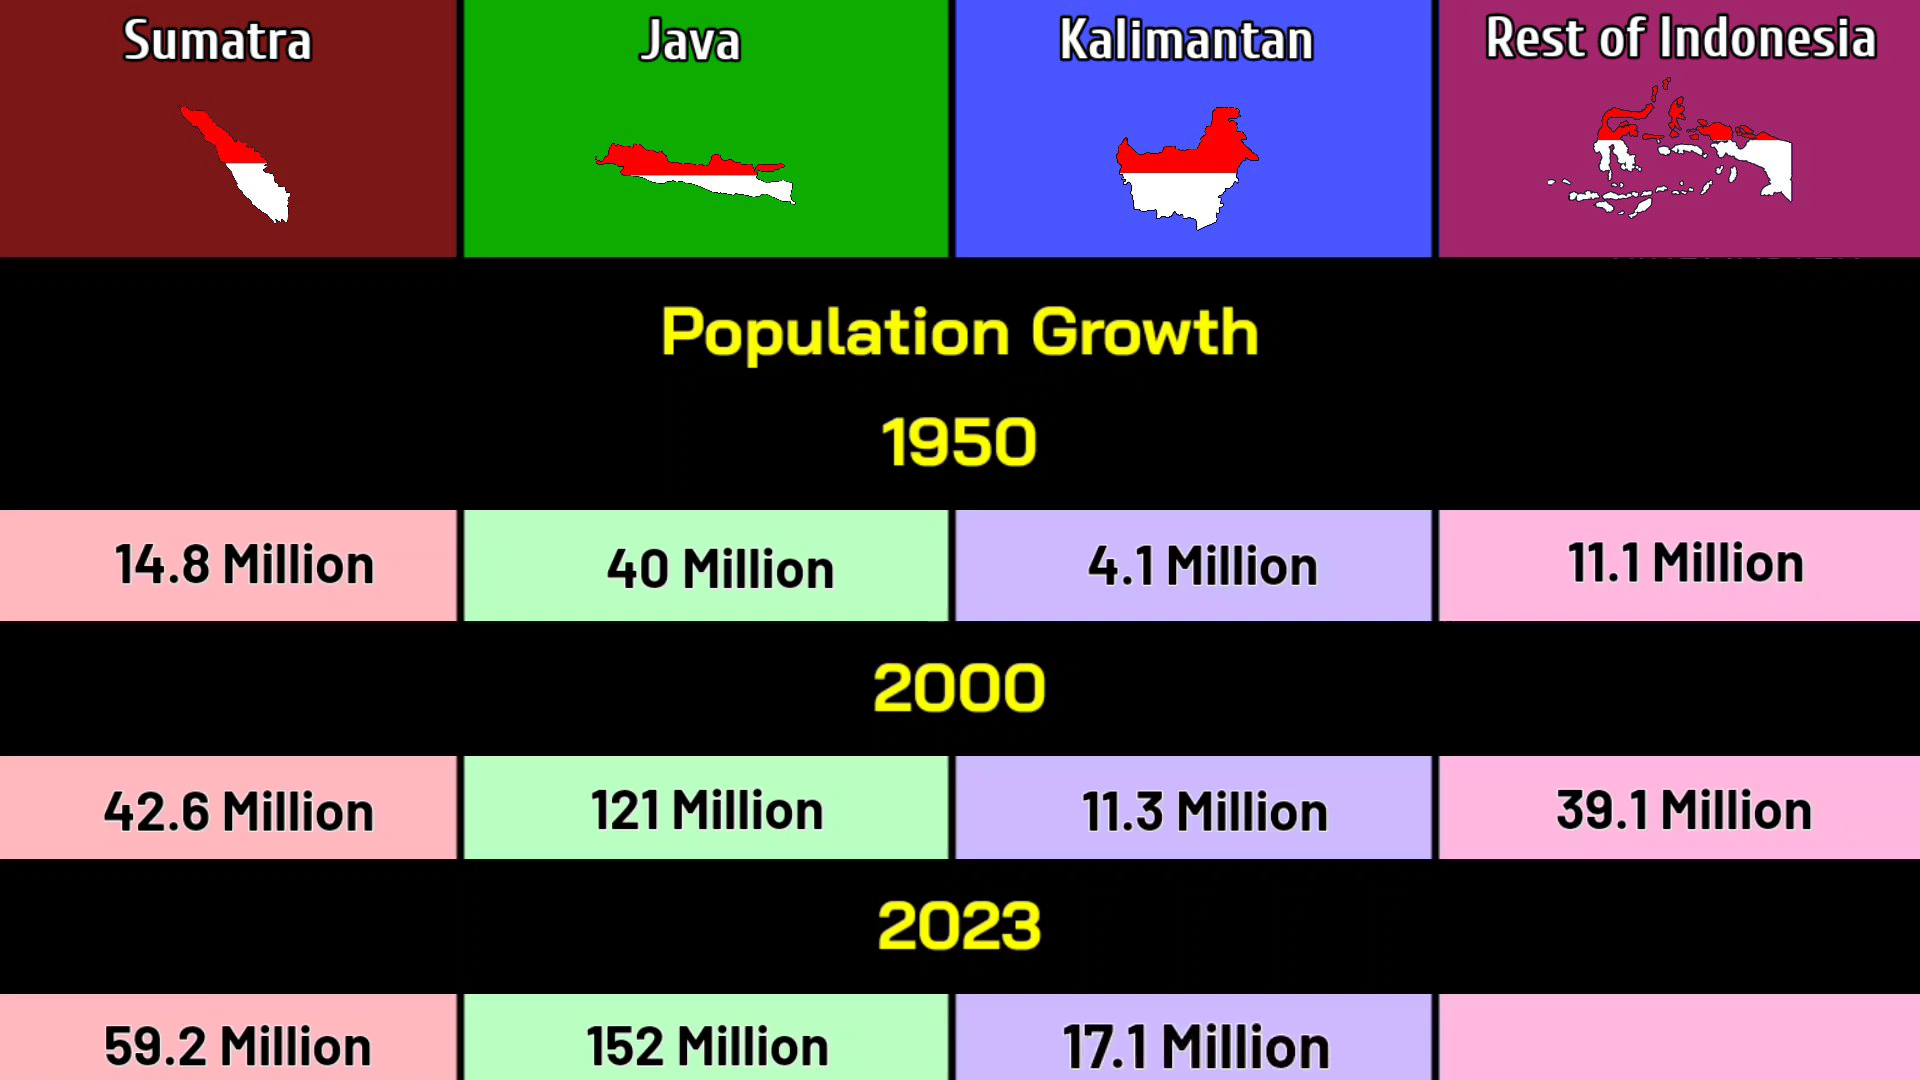 Sumatra
Java
Kalimantan
Rest of Indonesia
Population Growth
1950
14.8 Million
40 Million
4.1 Million
11.1 Million
2000
42.6 Million
121 Million
11.3 Million
39.1 Million
2023
59.2 Million
152 Million
17.1 Million